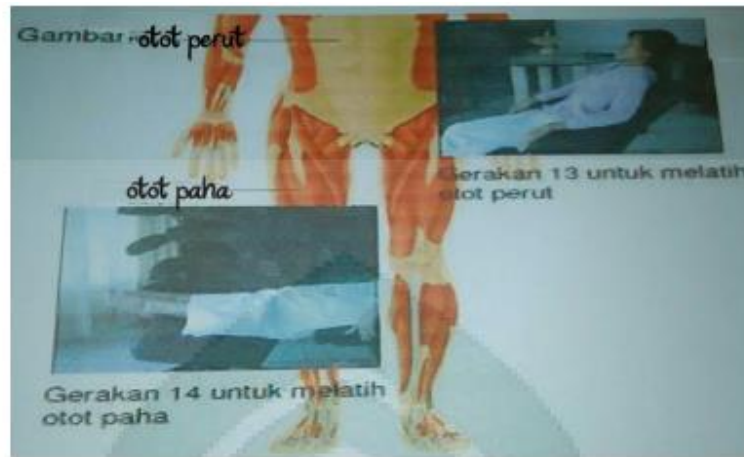 Gambar
otot perut
Gerakan 13 untuk melatih
otot perut
otot paha
Gerakan 14 untuk melatih
otot paha